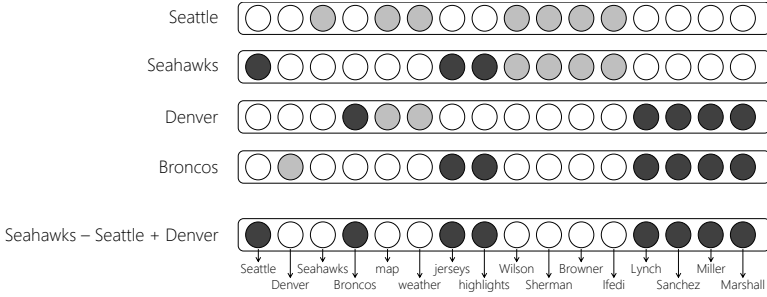 Seattle
Seahawks
Denver
Broncos
Seahawks – Seattle + Denver
Seattle Seahawks map jerseys Wilson Browner Lynch Miller
Denver Broncos weather highlights Sherman Ifedi Sanchez Marshall